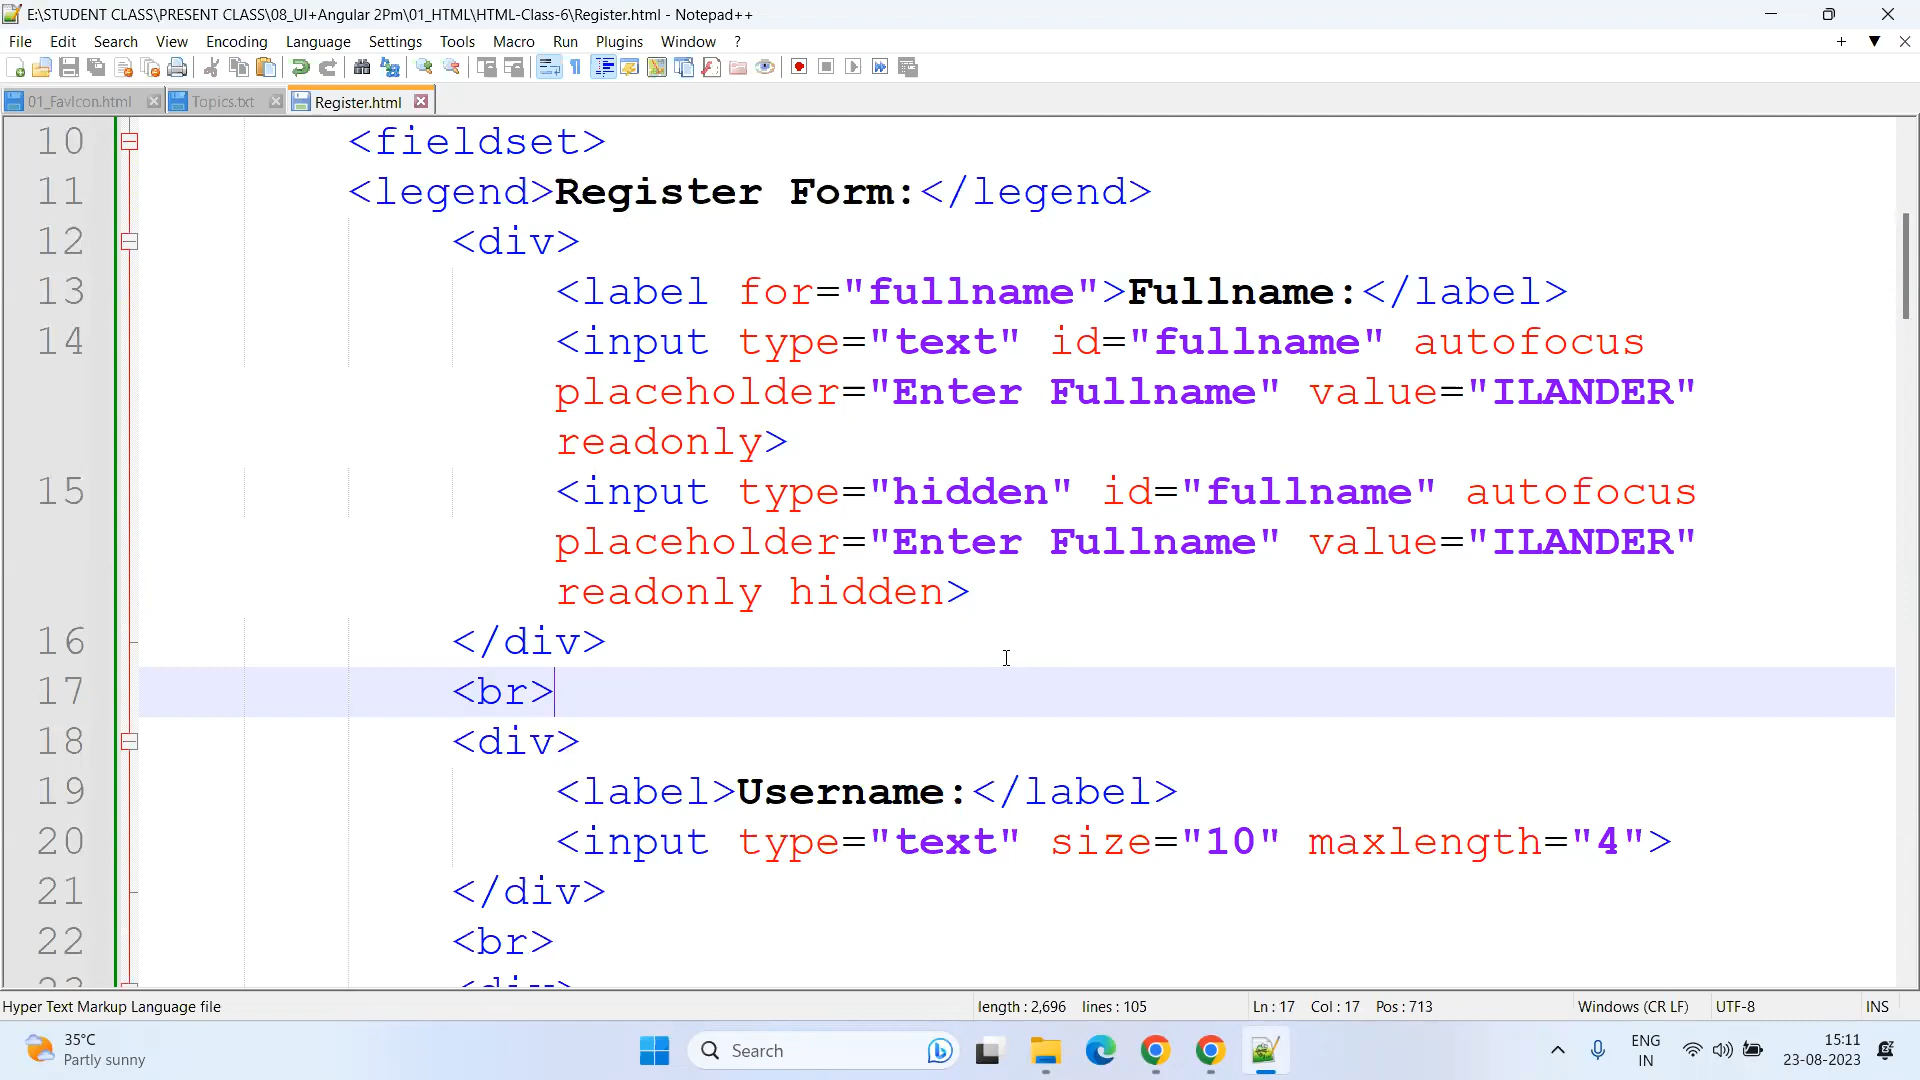 E:\STUDENT CLASS\PRESENT CLASS\08_UI+Angular 2Pm\01_HTML\HTML-Class-6\Register.html - Notepad++
File Edit Search View Encoding Language Settings Tools Macro Run Plugins Window ?
01_FavIcon.html Topics.txt Register.html
10 <fieldset>
11 <legend>Register Form:</legend>
12 <div>
13 <label for="fullname">Fullname:</label>
14 <input type="text" id="fullname" autofocus
placeholder="Enter Fullname" value="ILANDER"
readonly>
15 <input type="hidden" id="fullname" autofocus
placeholder="Enter Fullname" value="ILANDER"
readonly hidden>
16 </div>
17 <br>
18 <div>
19 <label>Username:</label>
20 <input type="text" size="10" maxlength="4">
21 </div>
22 <br>
23 <div>
Hyper Text Markup Language file length : 2,696 lines : 105 Ln : 17 Col : 17 Pos : 713 Windows (CR LF) UTF-8 INS
35°C
Partly sunny
Search
ENG
IN
15:11
23-08-2023